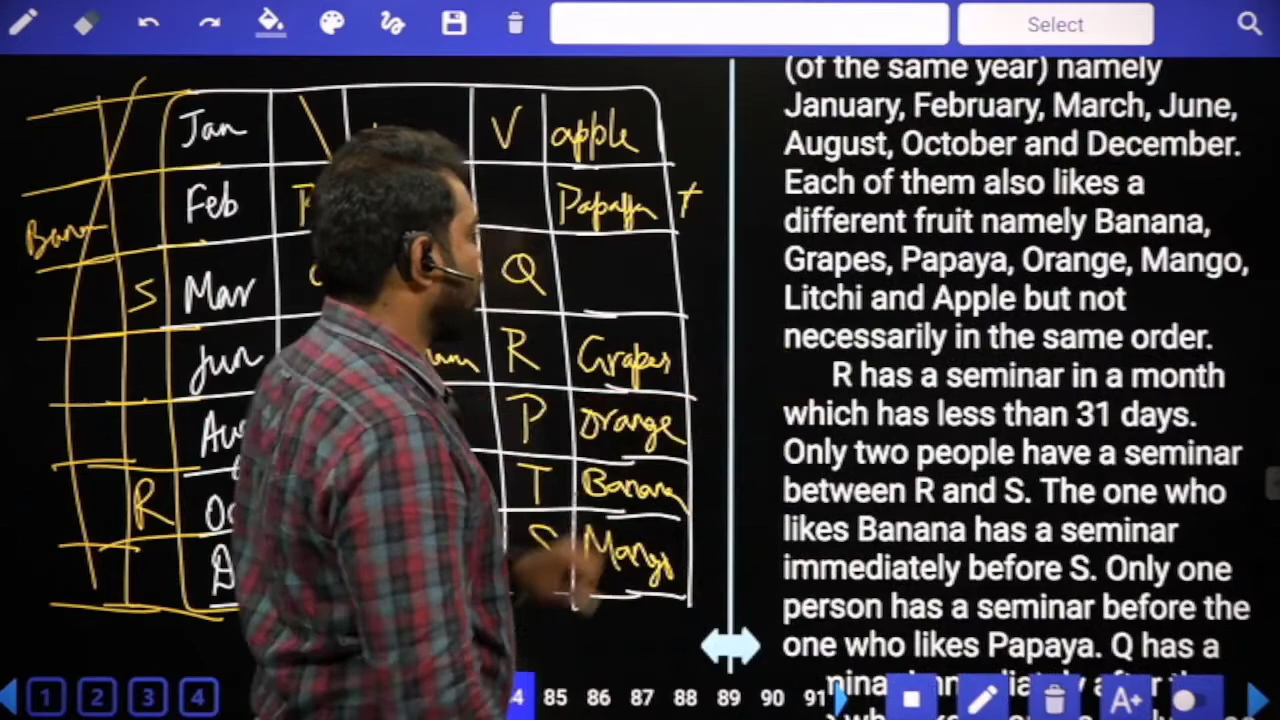 Select
Jan V apple
Feb Papaya t
Banan
S Mar Q
Jun R Grapes
P Orange
R T Banana
S Mango
(of the same year) namely
January, February, March, June,
August, October and December.
Each of them also likes a
different fruit namely Banana,
Grapes, Papaya, Orange, Mango,
Litchi and Apple but not
necessarily in the same order.
R has a seminar in a month
which has less than 31 days.
Only two people have a seminar
between R and S. The one who
likes Banana has a seminar
immediately before S. Only one
person has a seminar before the
one who likes Papaya. Q has a
1 2 3 4 85 86 87 88 89 90 91
A+